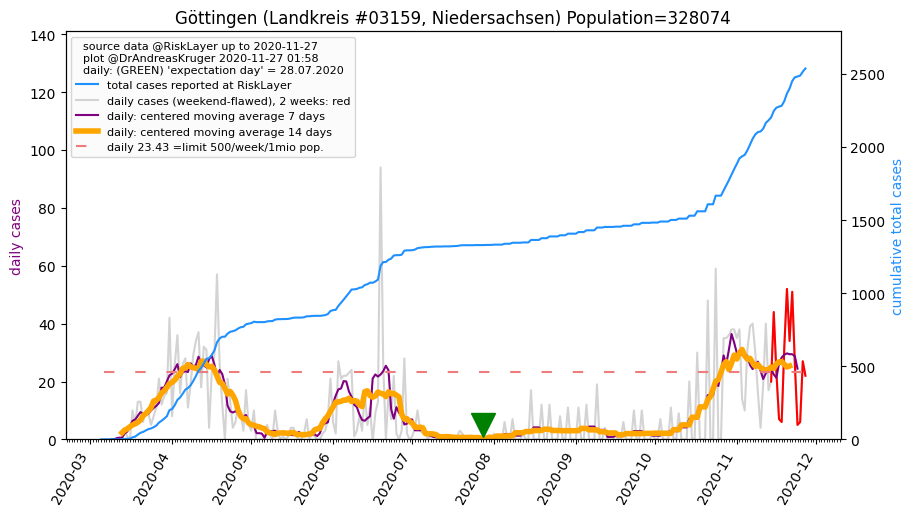 Göttingen (Landkreis #03159, Niedersachsen) Population=328074
source data @RiskLayer up to 2020-11-27
plot @DrAndreasKruger 2020-11-27 01:58
daily: (GREEN) 'expectation day' = 28.07.2020
total cases reported at RiskLayer
daily cases (weekend-flawed), 2 weeks: red
daily: centered moving average 7 days
daily: centered moving average 14 days
daily 23.43 =limit 500/week/1mio pop.
daily cases
140
120
100
80
60
40
20
0
cumulative total cases
2500
2000
1500
1000
500
0
2020-03
2020-04
2020-05
2020-06
2020-07
2020-08
2020-09
2020-10
2020-11
2020-12